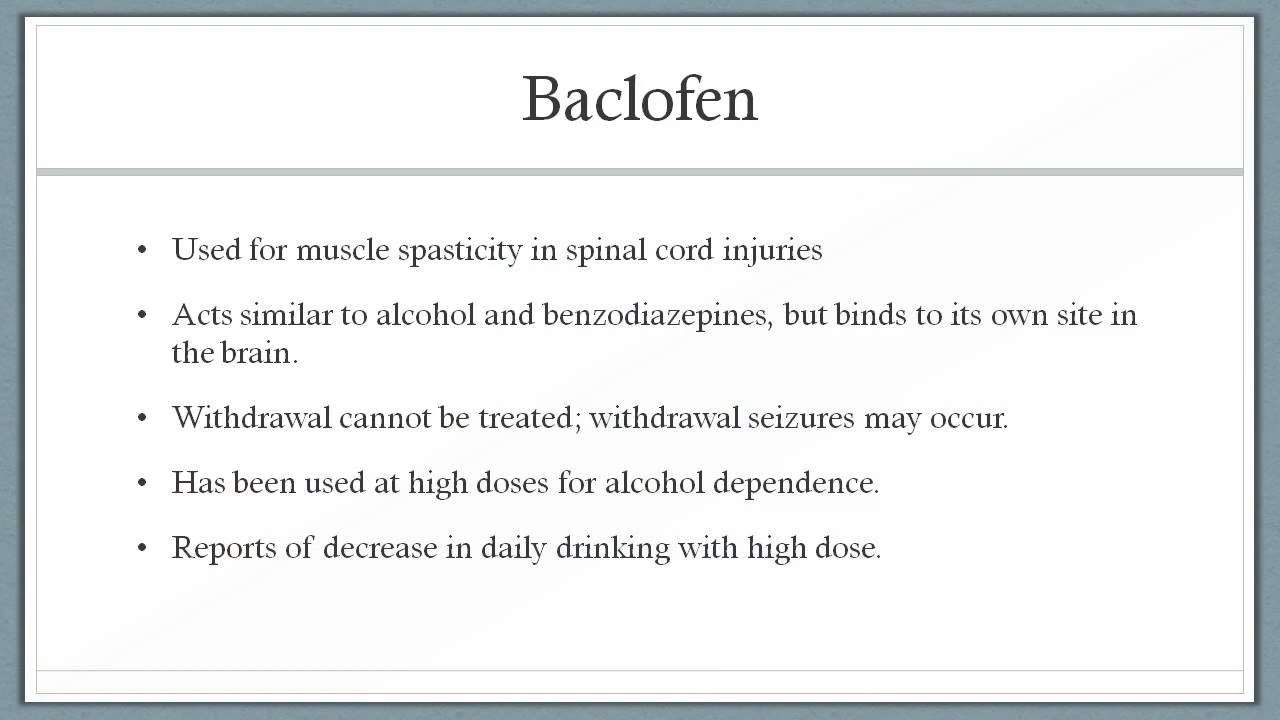 Baclofen
• Used for muscle spasticity in spinal cord injuries
• Acts similar to alcohol and benzodiazepines, but binds to its own site in
the brain.
• Withdrawal cannot be treated; withdrawal seizures may occur.
• Has been used at high doses for alcohol dependence.
• Reports of decrease in daily drinking with high dose.